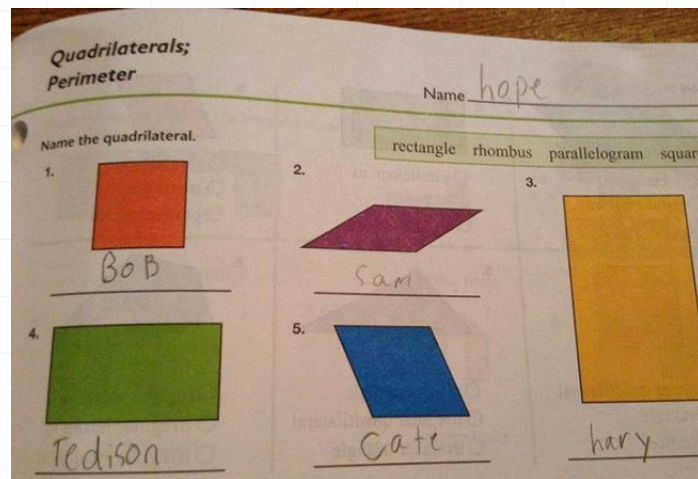 Quadrilaterals;
Perimeter
Name hope
Name the quadrilateral.
rectangle rhombus parallelogram squar
1.
2.
3.
BoB
Sam
4.
5.
Tedison
Cate
hary